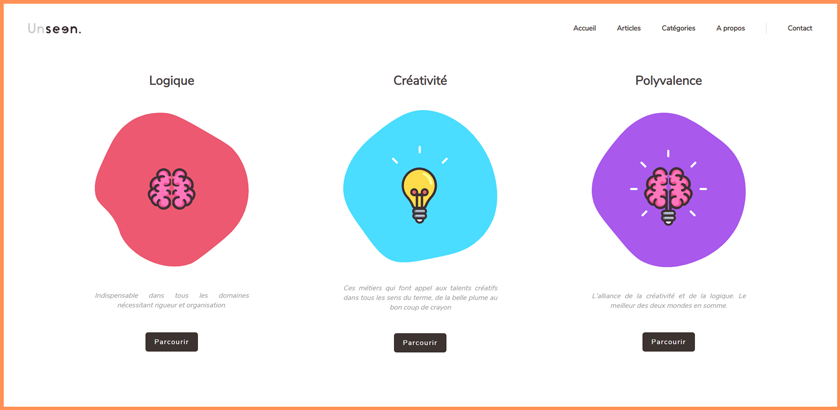 Unseen.
Accueil Articles Catégories A propos Contact
Logique
Créativité
Polyvalence
Indispensable dans tous les domaines
nécessitant rigueur et organisation.
Ces métiers qui font appel aux talents créatifs
dans tous les sens du terme, de la belle plume au
bon coup de crayon
L'alliance de la créativité et de la logique. Le
meilleur des deux mondes en somme.
Parcourir
Parcourir
Parcourir